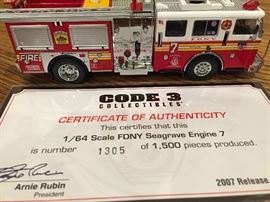 FIRE
F.D.N.Y.
7
CODE 3
COLLECTIBLES
CERTIFICATE OF AUTHENTICITY
This certifies that this
1/64 Scale FDNY Seagrave Engine 7
is number 1305 of 1,500 pieces produced.
Arnie Rubin
President
2007 Release